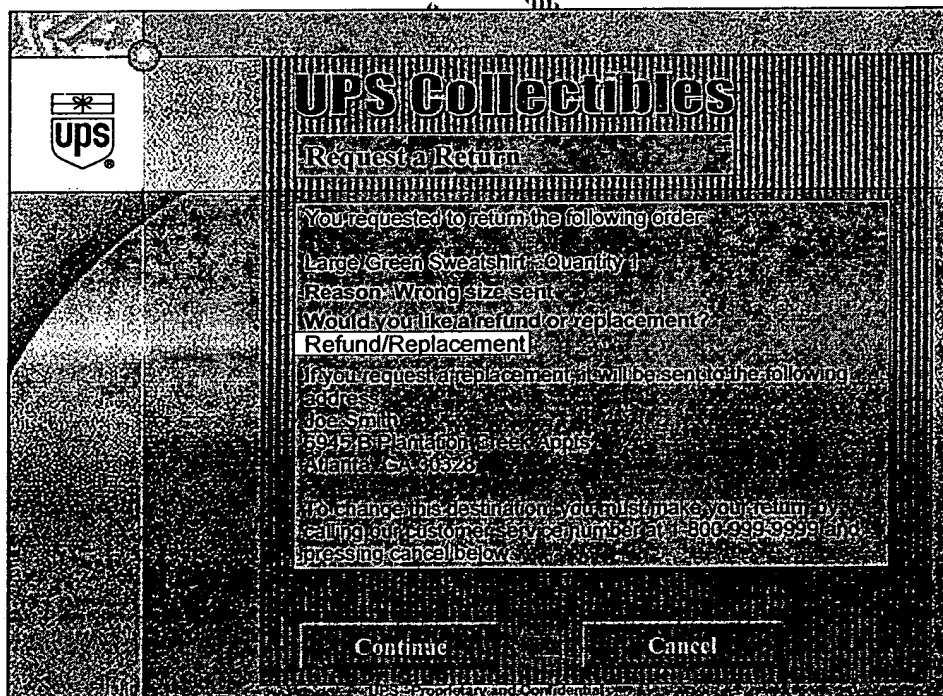 ups
UPS Collectibles
Request a Return
You requested to return the following order:
Large Green Sweatshirt - Quantity 1
Reason: Wrong size sent
Would you like a refund or replacement?
Refund/Replacement
If you request a replacement, it will be sent to the following
address:
Joe Smith
5945 B Plantation Creek Appts
Atlanta, GA 30328
To change this destination, you must make your return by
calling our customer service number at 1-800-999-9999 and
pressing cancel below
Continue
Cancel
UPS - Proprietary and Confidential